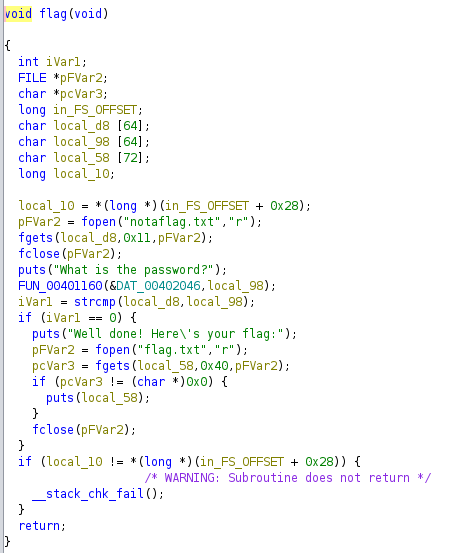 void flag(void)
{
int iVar1;
FILE *pFVar2;
char *pcVar3;
long in_FS_OFFSET;
char local_d8 [64];
char local_98 [64];
char local_58 [72];
long local_10;
local_10 = *(long *)(in_FS_OFFSET + 0x28);
pFVar2 = fopen("notaflag.txt","r");
fgets(local_d8,0x11,pFVar2);
fclose(pFVar2);
puts("What is the password?");
FUN_00401160(&DAT_00402046,local_98);
iVar1 = strcmp(local_d8,local_98);
if (iVar1 == 0) {
puts("Well done! Here\'s your flag:");
pFVar2 = fopen("flag.txt","r");
pcVar3 = fgets(local_58,0x40,pFVar2);
if (pcVar3 != (char *)0x0) {
puts(local_58);
}
fclose(pFVar2);
}
if (local_10 != *(long *)(in_FS_OFFSET + 0x28)) {
/* WARNING: Subroutine does not return */
__stack_chk_fail();
}
return;
}